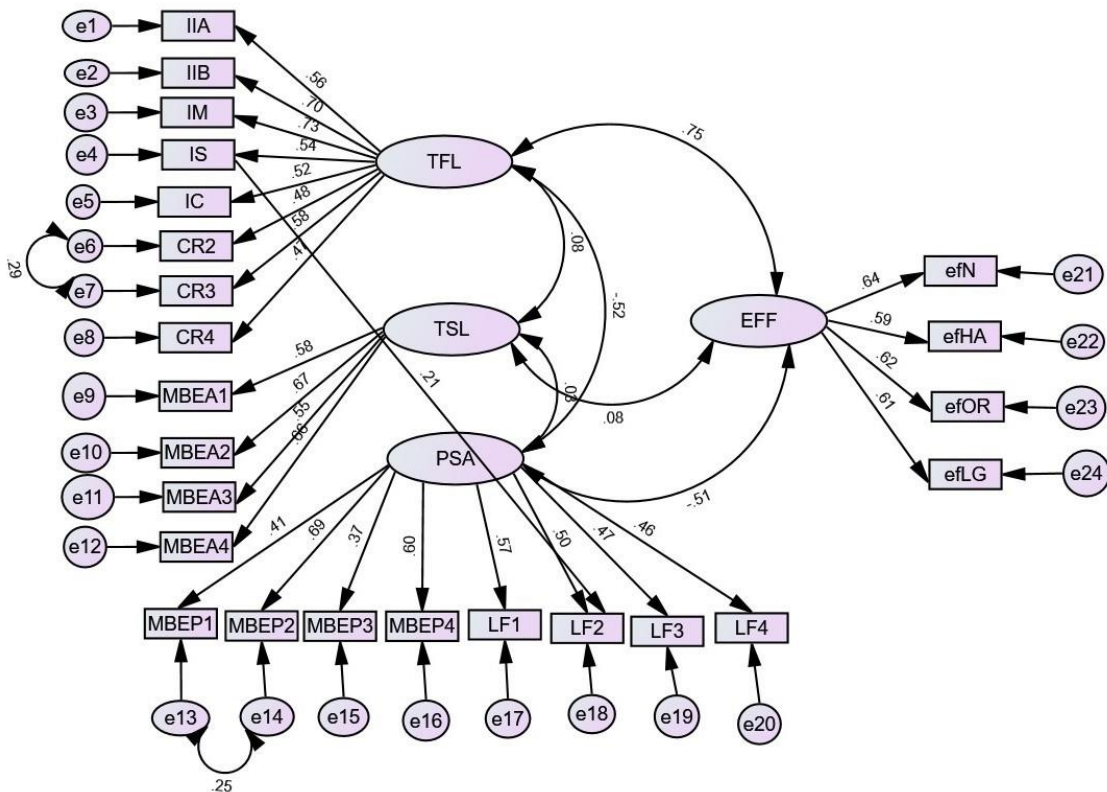 e1 IIA
e2 IIB
e3 IM
e4 IS
e5 IC
e6 CR2
e7 CR3
e8 CR4
.29
e9 MBEA1
e10 MBEA2
e11 MBEA3
e12 MBEA4
.56
.70
.73
.54
.52
.48
.58
.41
TFL
.75
.08
-.52
TSL
.58
.67
.55
.66
.21
.08
EFF
.64
.59
.62
.61
efN e21
efHA e22
efOR e23
efLG e24
PSA
-.51
.41
.69
.37
.60
.57
.50
.47
.46
MBEP1 MBEP2 MBEP3 MBEP4 LF1 LF2 LF3 LF4
e13 e14 e15 e16 e17 e18 e19 e20
.25